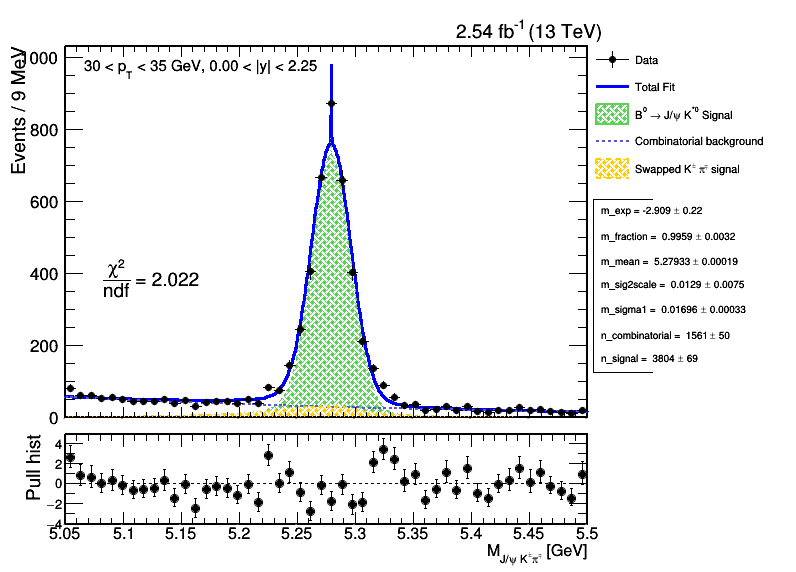 2.54 fb⁻¹ (13 TeV)
Events / 9 MeV
30 < p_T < 35 GeV, 0.00 < |y| < 2.25
1000
800
600
400
200
0
χ²/ndf = 2.022
Data
Total Fit
B⁰ → J/ψ K*⁰ Signal
Combinatorial background
Swapped K± π∓ signal
m_exp = -2.909 ± 0.22
m_fraction = 0.9959 ± 0.0032
m_mean = 5.27933 ± 0.00019
m_sig2scale = 0.0129 ± 0.0075
m_sigma1 = 0.01696 ± 0.00033
n_combinatorial = 1561 ± 50
n_signal = 3804 ± 69
Pull hist
4
2
0
−2
−4
5.05 5.1 5.15 5.2 5.25 5.3 5.35 5.4 5.45 5.5
M_J/ψ K± π∓ [GeV]